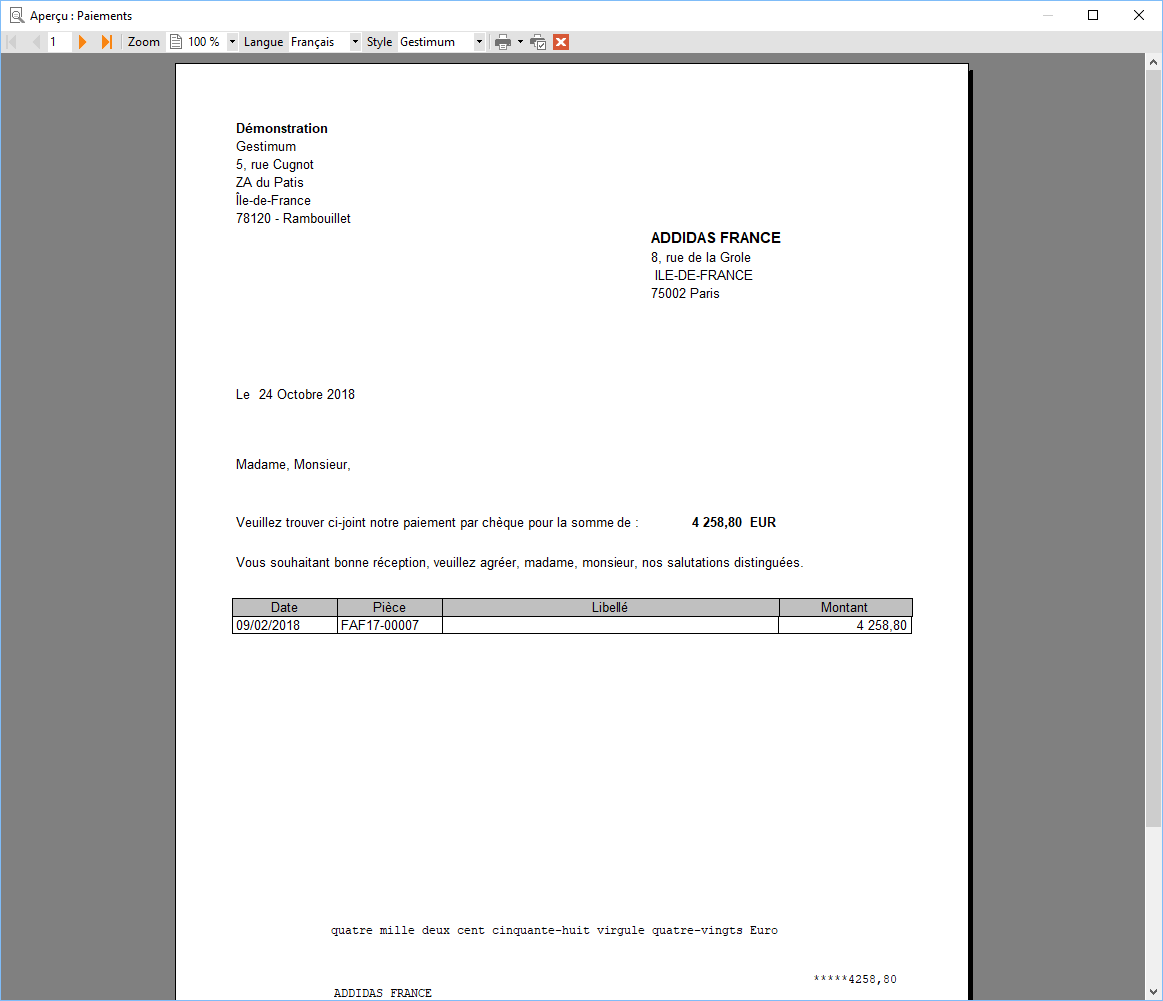 Aperçu : Paiements
1 Zoom 100 % Langue Français Style Gestimum
Démonstration
Gestimum
5, rue Cugnot
ZA du Patis
Île-de-France
78120 - Rambouillet
ADDIDAS FRANCE
8, rue de la Grole
ILE-DE-FRANCE
75002 Paris
Le 24 Octobre 2018
Madame, Monsieur,
Veuillez trouver ci-joint notre paiement par chèque pour la somme de : 4 258,80 EUR
Vous souhaitant bonne réception, veuillez agréer, madame, monsieur, nos salutations distinguées.
Date Pièce Libellé Montant
09/02/2018 FAF17-00007 4 258,80
quatre mille deux cent cinquante-huit virgule quatre-vingts Euro
*****4258,80
ADDIDAS FRANCE